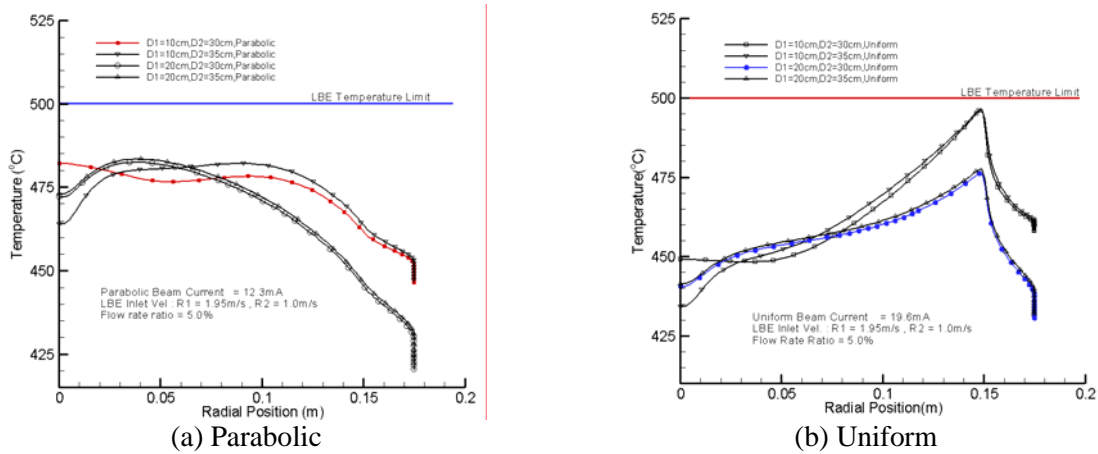 525
D1=10cm,D2=30cm,Parabolic
D1=10cm,D2=35cm,Parabolic
D1=20cm,D2=30cm,Parabolic
D1=20cm,D2=35cm,Parabolic
500
LBE Temperature Limit
475
450
425
Temperature (°C)
Parabolic Beam Current = 12.3mA
LBE Inlet Vel : R1 = 1.95m/s , R2 = 1.0m/s
Flow rate ratio = 5.0%
0 0.05 0.1 0.15 0.2
Radial Position (m)
(a) Parabolic
525
D1=10cm,D2=30cm,Uniform
D1=10cm,D2=35cm,Uniform
D1=20cm,D2=30cm,Uniform
D1=20cm,D2=35cm,Uniform
500
LBE Temperature Limit
475
450
425
Temperature (°C)
Uniform Beam Current = 19.6mA
LBE Inlet Vel. : R1 = 1.95m/s , R2 = 1.0m/s
Flow Rate Ratio = 5.0%
0 0.05 0.1 0.15 0.2
Radial Position(m)
(b) Uniform